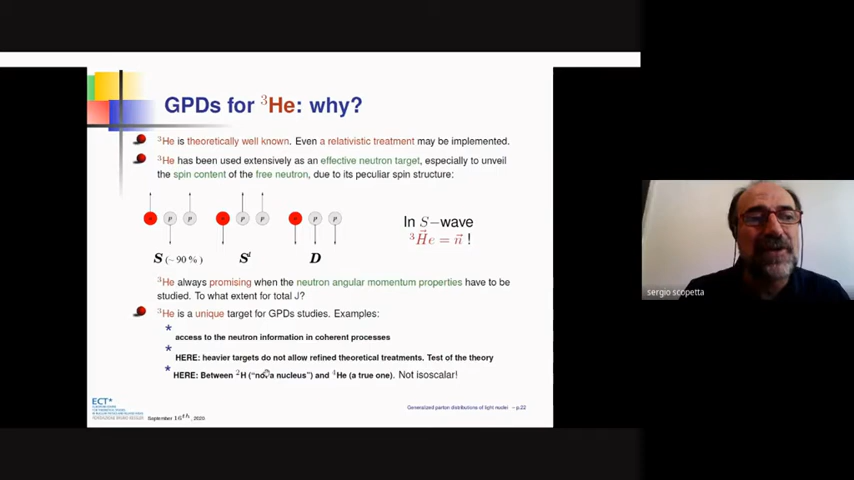 GPDs for ³He: why?
³He is theoretically well known. Even a relativistic treatment may be implemented.
³He has been used extensively as an effective neutron target, especially to unveil
the spin content of the free neutron, due to its peculiar spin structure:
p p p p p p
In S−wave
³H⃗e = n⃗ !
S (~ 90 %) S' D
³He always promising when the neutron angular momentum properties have to be
studied. To what extent for total J?
³He is a unique target for GPDs studies. Examples:
* access to the neutron information in coherent processes
* HERE: heavier targets do not allow refined theoretical treatments. Test of the theory
* HERE: Between ²H ("not a nucleus") and ⁴He (a true one). Not isoscalar!
ECT*
September 16th, 2020
Generalized parton distributions of light nuclei – p.22
sergio scopetta